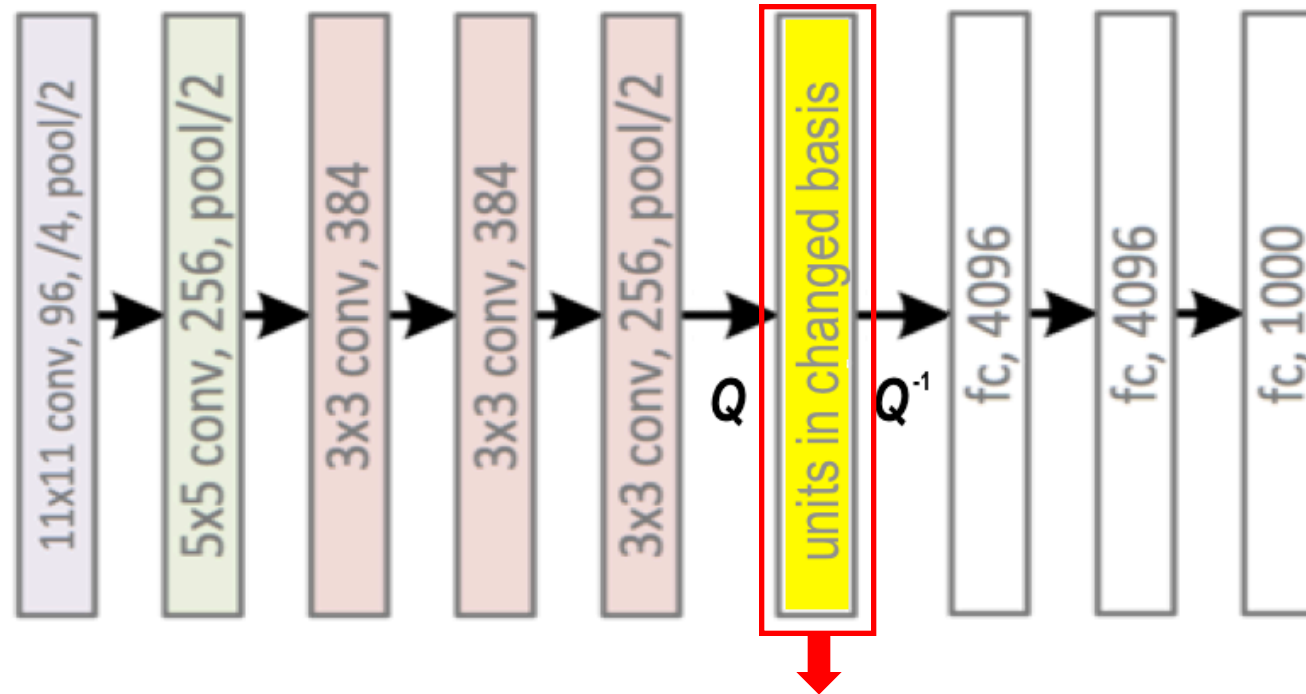 11x11 conv, 96, /4, pool/2
5x5 conv, 256, pool/2
3x3 conv, 384
3x3 conv, 384
3x3 conv, 256, pool/2
Q
units in changed basis
Q⁻¹
fc, 4096
fc, 4096
fc, 1000